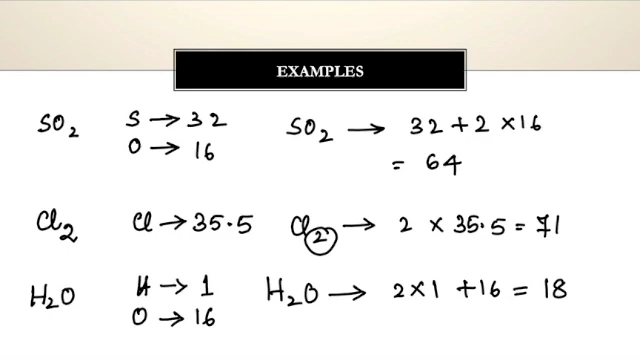 EXAMPLES
SO₂ S → 32 SO₂ → 32 + 2 × 16
O → 16 = 64
Cl₂ Cl → 35.5 Cl₂ → 2 × 35.5 = 71
H₂O H → 1 H₂O → 2 × 1 + 16 = 18
O → 16